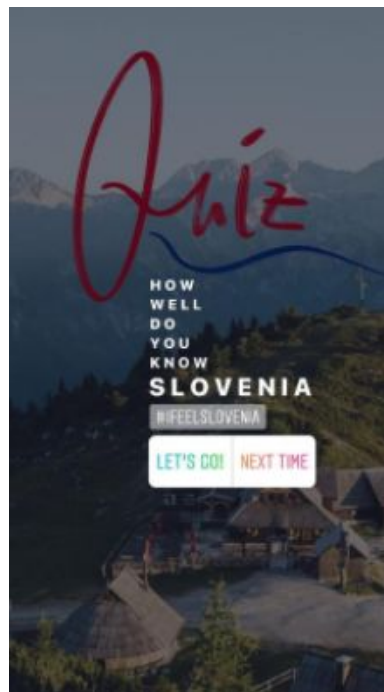 Quiz
HOW
WELL
DO
YOU
KNOW
SLOVENIA
#IFEELSLOVENIA
LET'S GO!
NEXT TIME